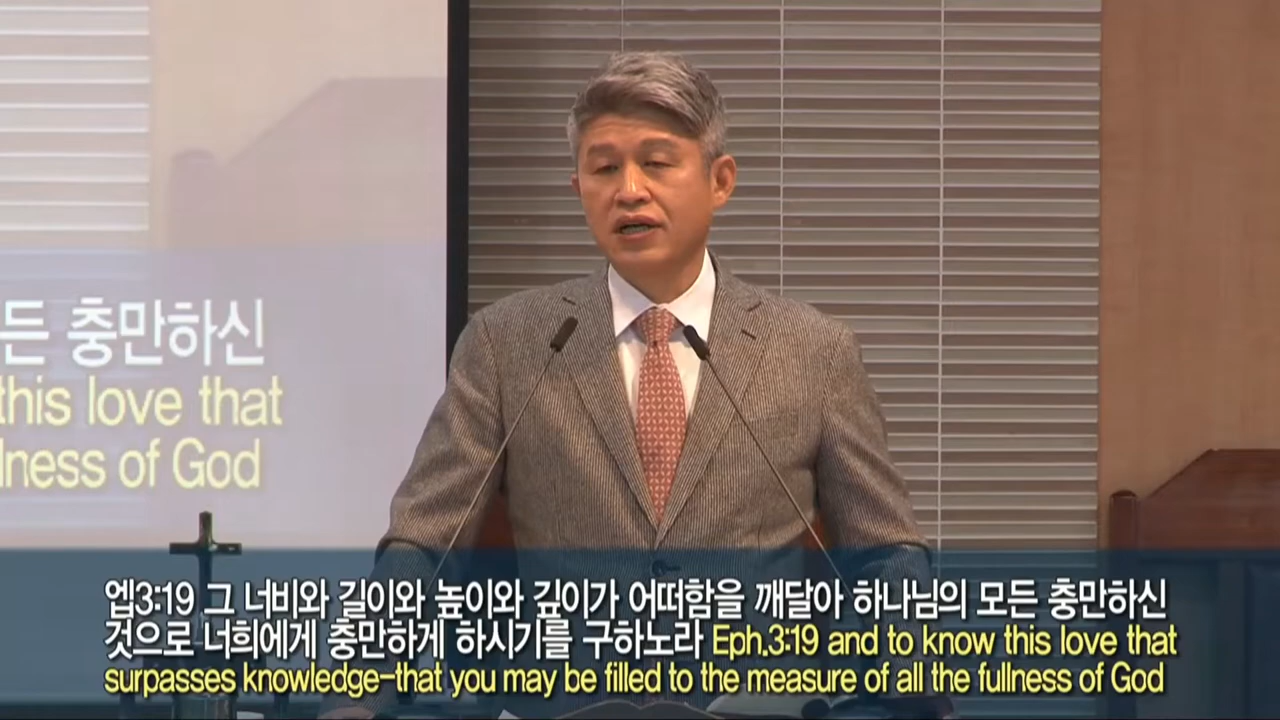 든 충만하신
this love that
lness of God
엡3:19 그 너비와 길이와 높이와 깊이가 어떠함을 깨달아 하나님의 모든 충만하신
것으로 너희에게 충만하게 하시기를 구하노라 Eph.3:19 and to know this love that
surpasses knowledge-that you may be filled to the measure of all the fullness of God